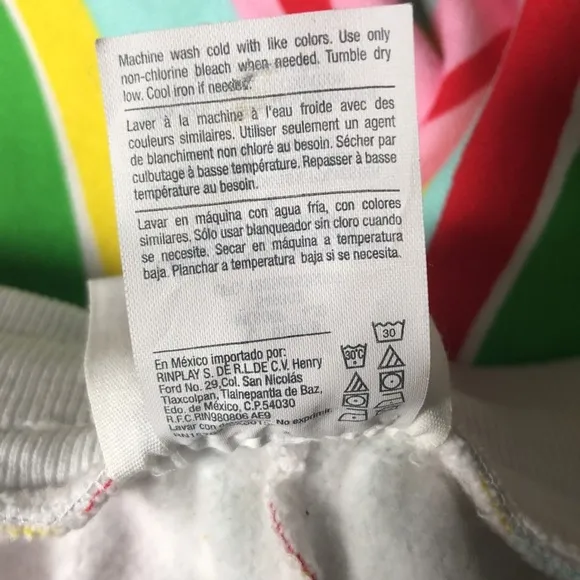 Machine wash cold with like colors. Use only
non-chlorine bleach when needed. Tumble dry
low. Cool iron if needed.
Laver à la machine à l'eau froide avec des
couleurs similaires. Utiliser seulement un agent
de blanchiment non chloré au besoin. Sécher par
culbutage à basse température. Repasser à basse
température au besoin.
Lavar en máquina con agua fría, con colores
similares. Sólo usar blanqueador sin cloro cuando
se necesite. Secar en máquina a temperatura
baja. Planchar a temperatura baja si se necesita.
30
30°C
En México importado por:
RINPLAY S. DE R.L.DE C.V. Henry
Ford No. 29,Col. San Nicolás
Tlaxcolpan, Tlalnepantla de Baz,
Edo. de México, C.P.54030
R.F.C.RIN980806 AE9
Lavar con No exprimir